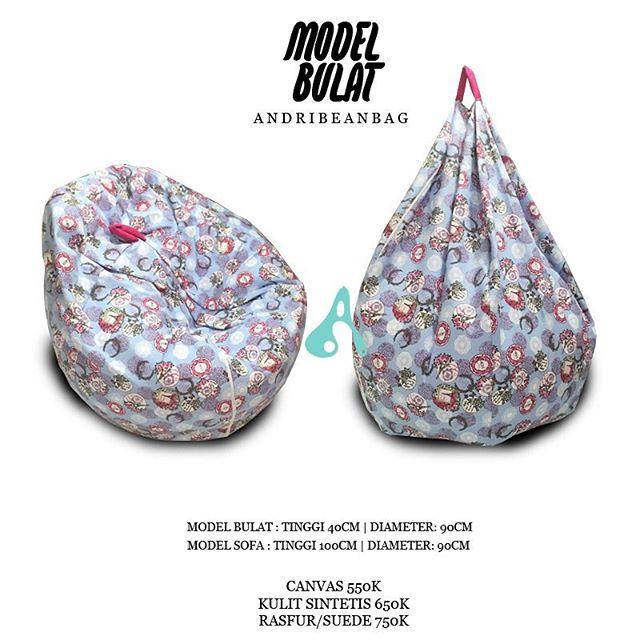 MODEL
BULAT
ANDRIBEANBAG
MODEL BULAT : TINGGI 40CM | DIAMETER: 90CM
MODEL SOFA : TINGGI 100CM | DIAMETER: 90CM
CANVAS 550K
KULIT SINTETIS 650K
RASFUR/SUEDE 750K